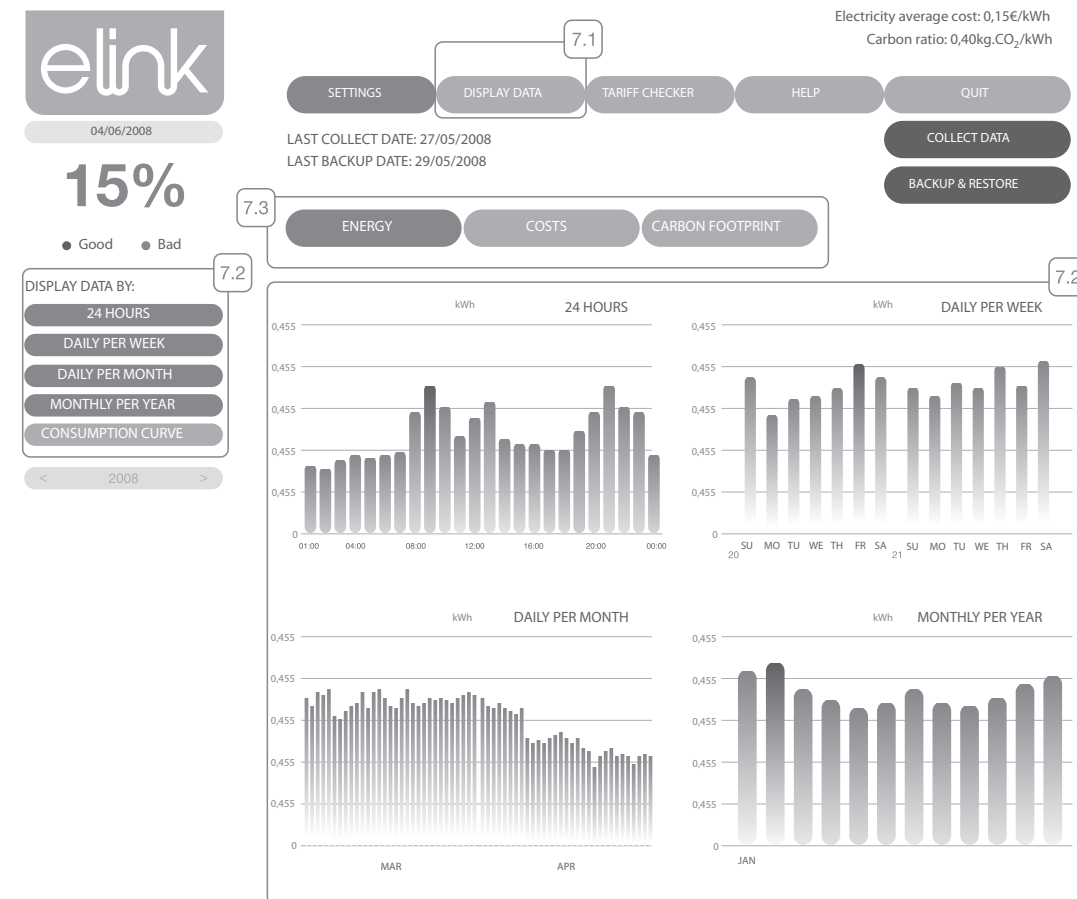 elink
04/06/2008
15%
Good Bad
7.1
Electricity average cost: 0,15€/kWh
Carbon ratio: 0,40kg.CO2/kWh
SETTINGS DISPLAY DATA TARIFF CHECKER HELP QUIT
LAST COLLECT DATE: 27/05/2008
LAST BACKUP DATE: 29/05/2008
COLLECT DATA
BACKUP & RESTORE
7.3
ENERGY COSTS CARBON FOOTPRINT
7.2
DISPLAY DATA BY:
24 HOURS
DAILY PER WEEK
DAILY PER MONTH
MONTHLY PER YEAR
CONSUMPTION CURVE
< 2008 >
7.2
kWh 24 HOURS
0,455
0,455
0,455
0,455
0,455
0
01:00 04:00 08:00 12:00 16:00 20:00 00:00
kWh DAILY PER WEEK
0,455
0,455
0,455
0,455
0,455
0
SU MO TU WE TH FR SA SU MO TU WE TH FR SA
20 21
kWh DAILY PER MONTH
0,455
0,455
0,455
0,455
0,455
0
MAR APR
kWh MONTHLY PER YEAR
0,455
0,455
0,455
0,455
0,455
0
JAN